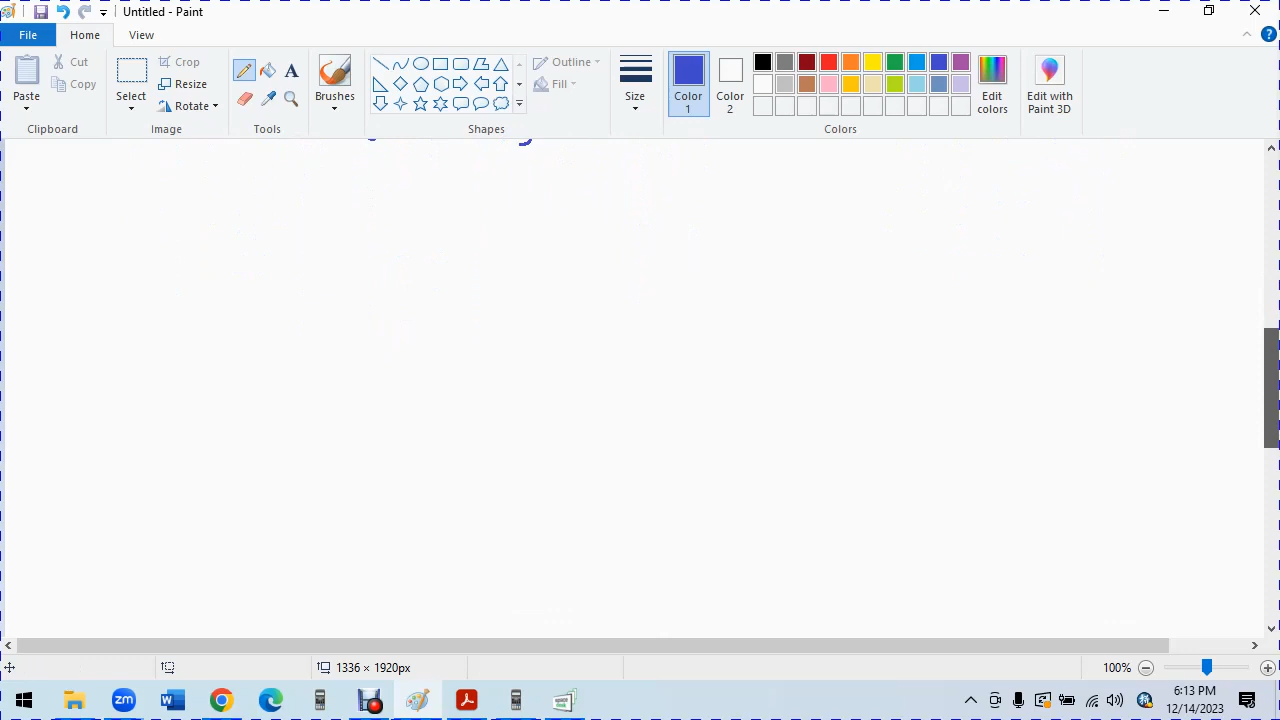 Untitled - Paint
File
Home
View
Paste
Cut
Copy
Clipboard
Select
Crop
Resize
Rotate
Image
Tools
Brushes
Shapes
Outline
Fill
Size
Color 1
Color 2
Edit colors
Colors
Edit with Paint 3D
1336 × 1920px
100%
zm
W
6:13 PM
12/14/2023